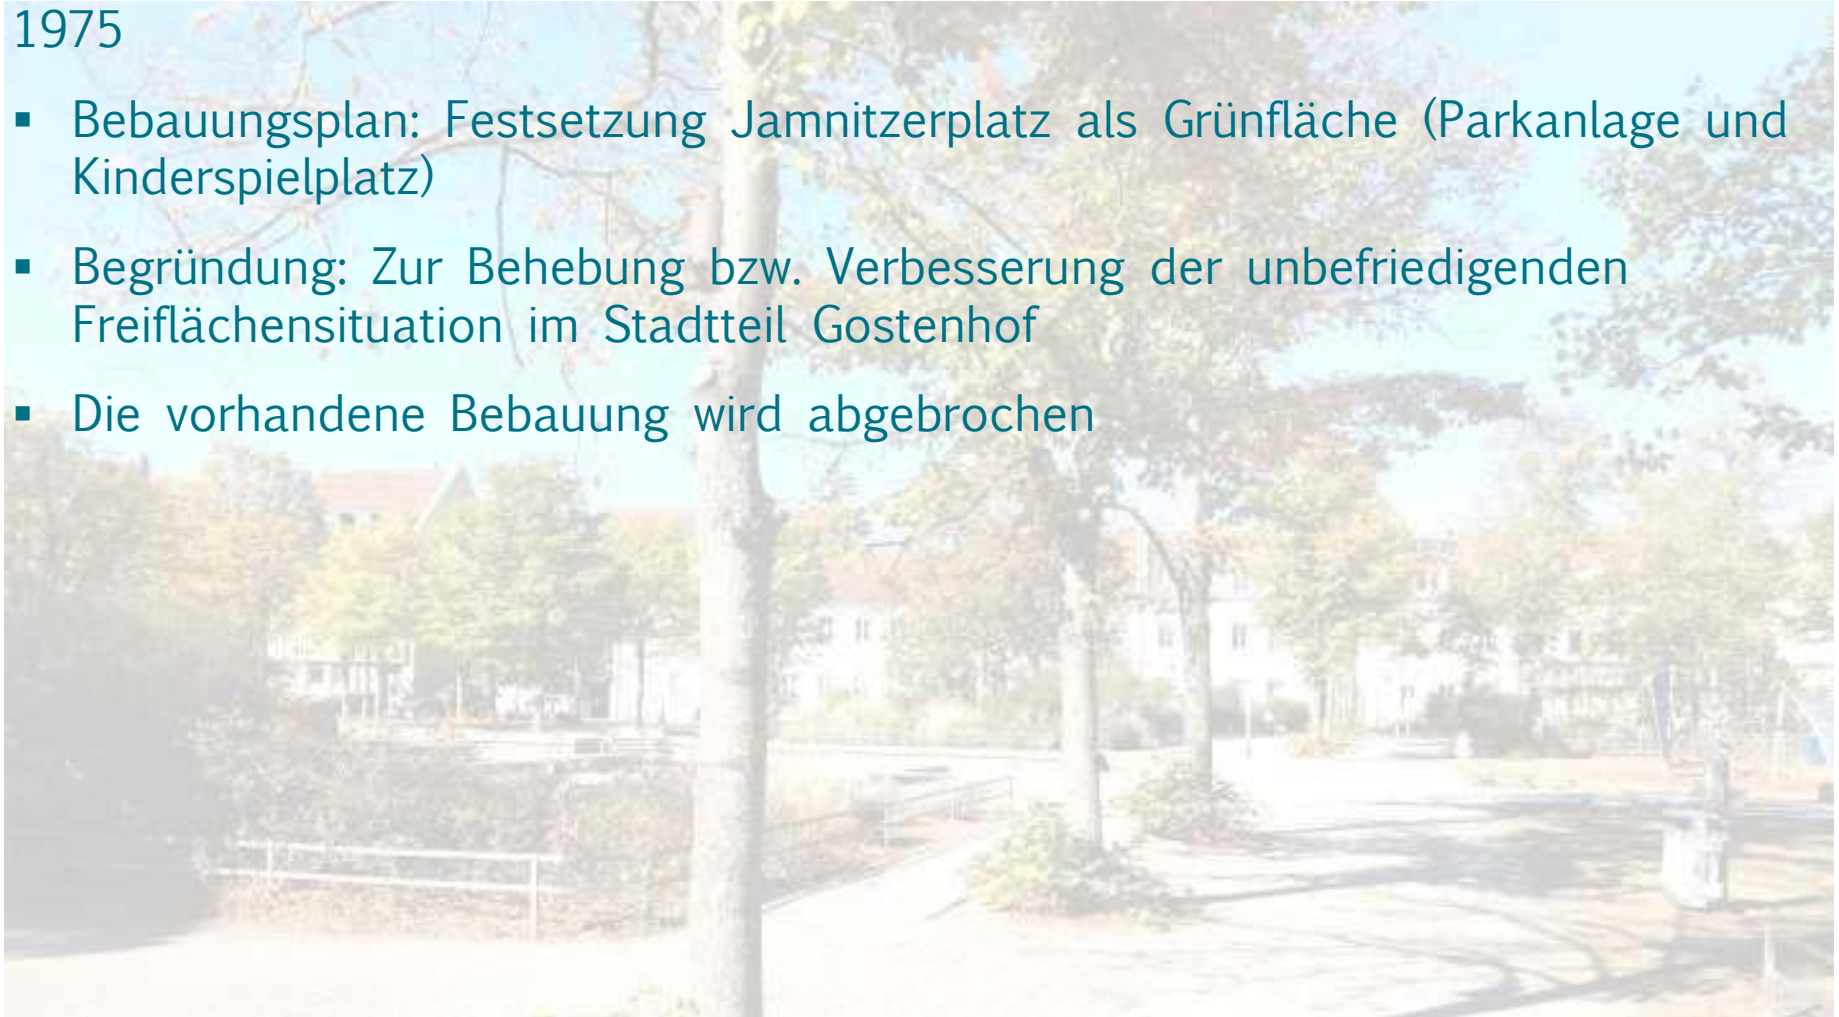 1975
▪ Bebauungsplan: Festsetzung Jamnitzerplatz als Grünfläche (Parkanlage und
Kinderspielplatz)
▪ Begründung: Zur Behebung bzw. Verbesserung der unbefriedigenden
Freiflächensituation im Stadtteil Gostenhof
▪ Die vorhandene Bebauung wird abgebrochen